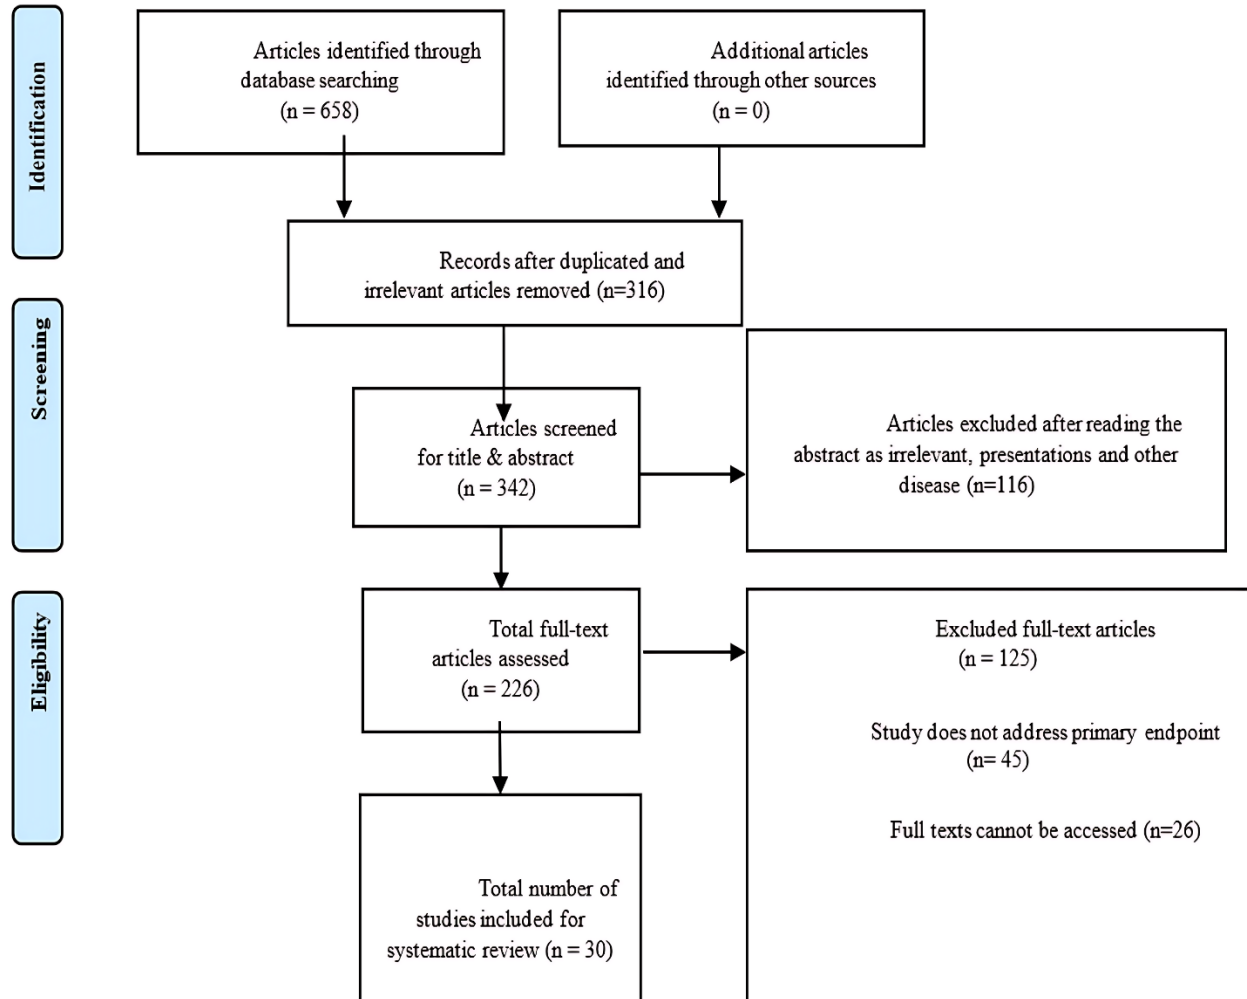 Identification
Articles identified through
database searching
(n = 658)
Additional articles
identified through other sources
(n = 0)
Records after duplicated and
irrelevant articles removed (n=316)
Screening
Articles screened
for title & abstract
(n = 342)
Articles excluded after reading the
abstract as irrelevant, presentations and other
disease (n=116)
Eligibility
Total full-text
articles assessed
(n = 226)
Excluded full-text articles
(n = 125)
Study does not address primary endpoint
(n= 45)
Full texts cannot be accessed (n=26)
Total number of
studies included for
systematic review (n = 30)